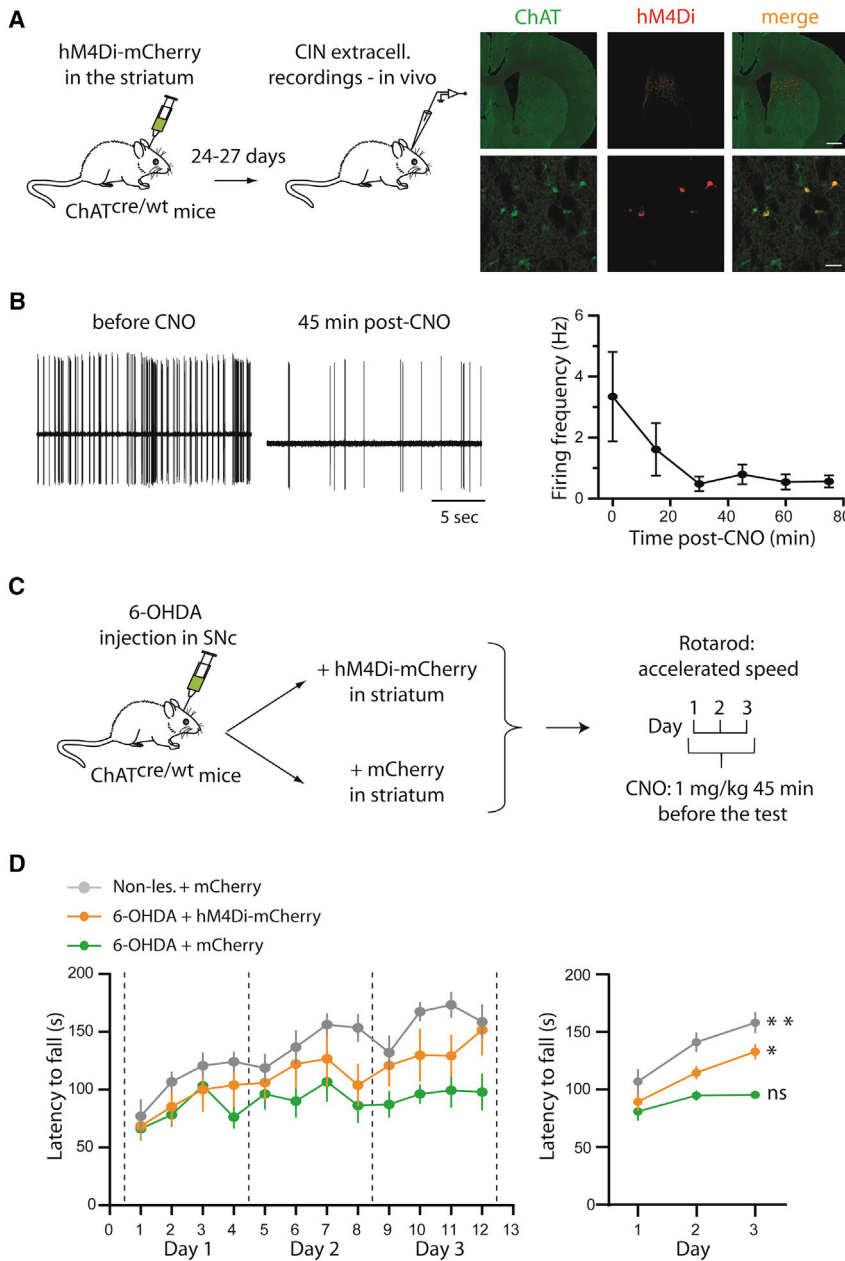 A
hM4Di-mCherry
in the striatum
CIN extracell.
recordings - in vivo
24-27 days
ChATcre/wt mice
ChAT
hM4Di
merge
B
before CNO
45 min post-CNO
5 sec
Firing frequency (Hz)
6
4
2
0
0 20 40 60 80
Time post-CNO (min)
C
6-OHDA
injection in SNc
ChATcre/wt mice
+ hM4Di-mCherry
in striatum
+ mCherry
in striatum
Rotarod:
accelerated speed
1 2 3
Day
CNO: 1 mg/kg 45 min
before the test
D
Non-les. + mCherry
6-OHDA + hM4Di-mCherry
6-OHDA + mCherry
Latency to fall (s)
200
150
100
50
0
0 1 2 3 4 5 6 7 8 9 10 11 12 13
Day 1 Day 2 Day 3
Latency to fall (s)
200
150
100
50
0
* *
*
ns
1 2 3
Day